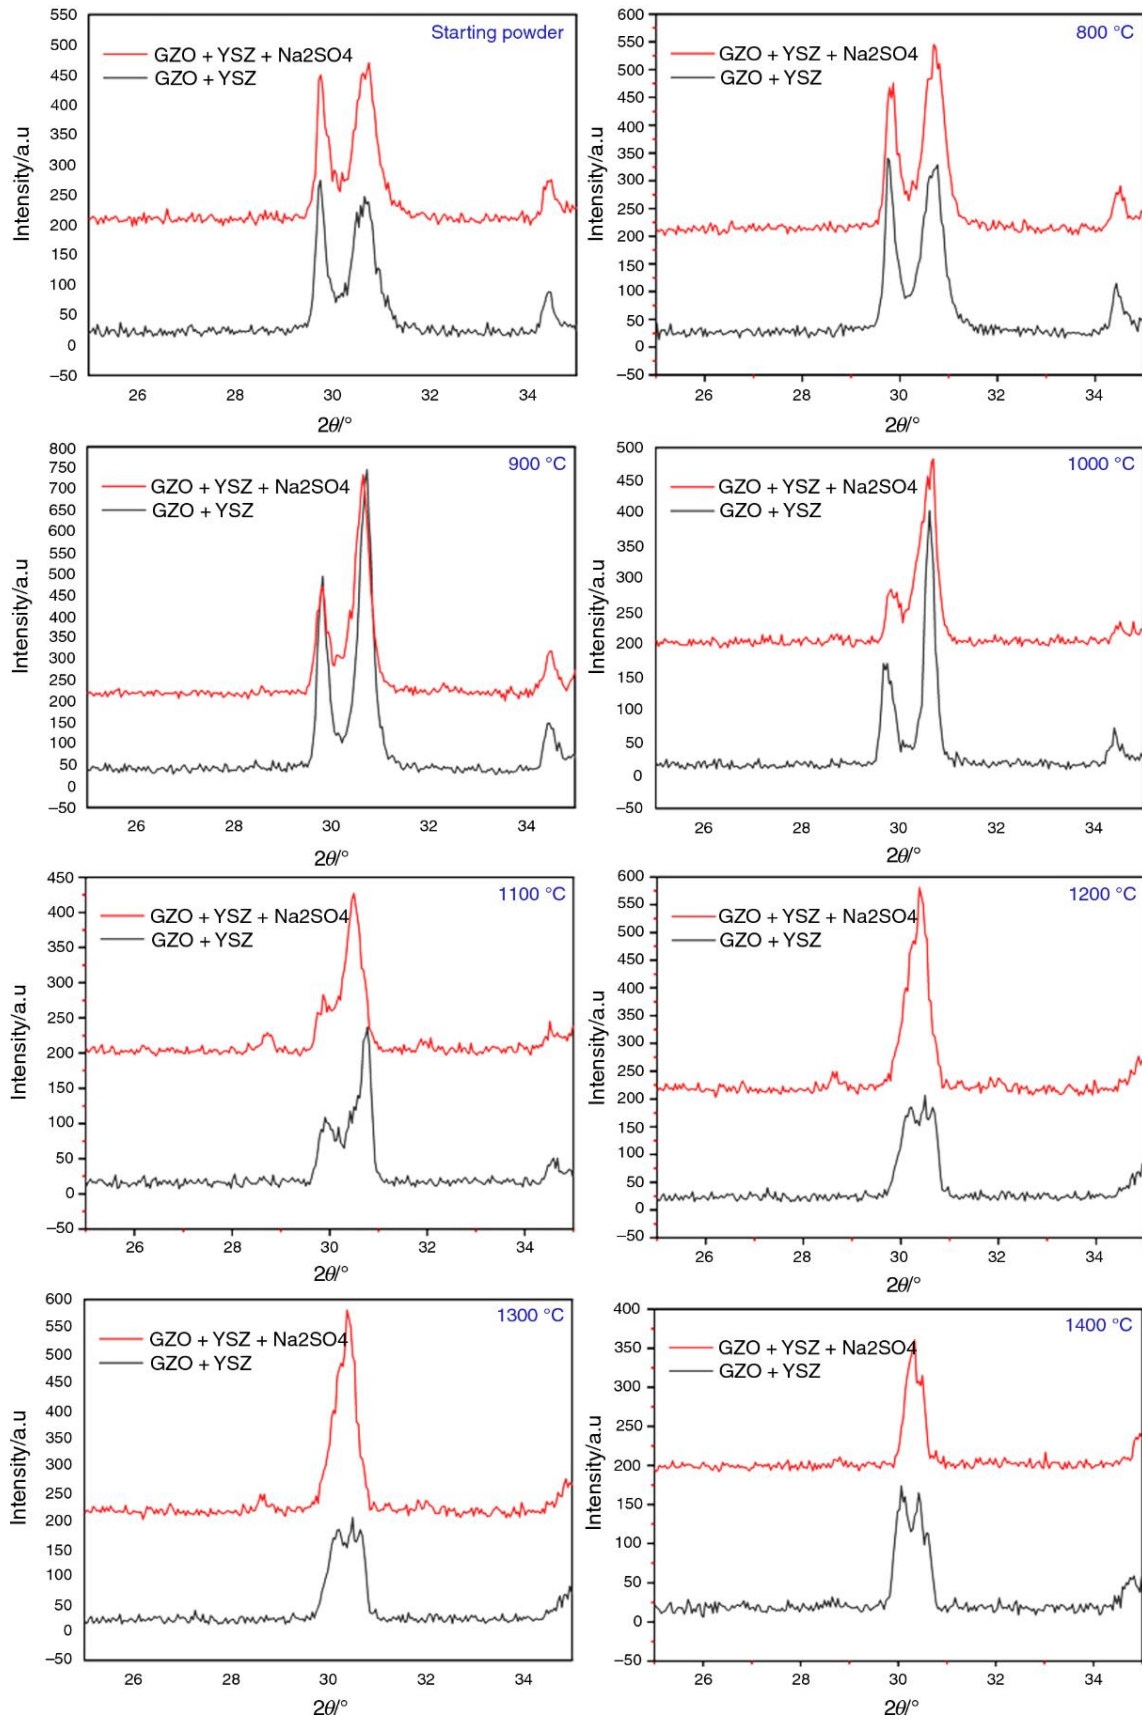 Starting powder
GZO + YSZ + Na2SO4
GZO + YSZ
Intensity/a.u
550
500
450
400
350
300
250
200
150
100
50
0
–50
26 28 30 32 34
2θ/°
800 °C
GZO + YSZ + Na2SO4
GZO + YSZ
Intensity/a.u
600
550
500
450
400
350
300
250
200
150
100
50
0
–50
26 28 30 32 34
2θ/°
900 °C
GZO + YSZ + Na2SO4
GZO + YSZ
Intensity/a.u
800
750
700
650
600
550
500
450
400
350
300
250
200
150
100
50
0
–50
26 28 30 32 34
2θ/°
1000 °C
GZO + YSZ + Na2SO4
GZO + YSZ
Intensity/a.u
500
450
400
350
300
250
200
150
100
50
0
–50
26 28 30 32 34
2θ/°
1100 °C
GZO + YSZ + Na2SO4
GZO + YSZ
Intensity/a.u
450
400
350
300
250
200
150
100
50
0
–50
26 28 30 32 34
2θ/°
1200 °C
GZO + YSZ + Na2SO4
GZO + YSZ
Intensity/a.u
600
550
500
450
400
350
300
250
200
150
100
50
0
–50
26 28 30 32 34
2θ/°
1300 °C
GZO + YSZ + Na2SO4
GZO + YSZ
Intensity/a.u
600
550
500
450
400
350
300
250
200
150
100
50
0
–50
26 28 30 32 34
2θ/°
1400 °C
GZO + YSZ + Na2SO4
GZO + YSZ
Intensity/a.u
400
350
300
250
200
150
100
50
0
–50
26 28 30 32 34
2θ/°